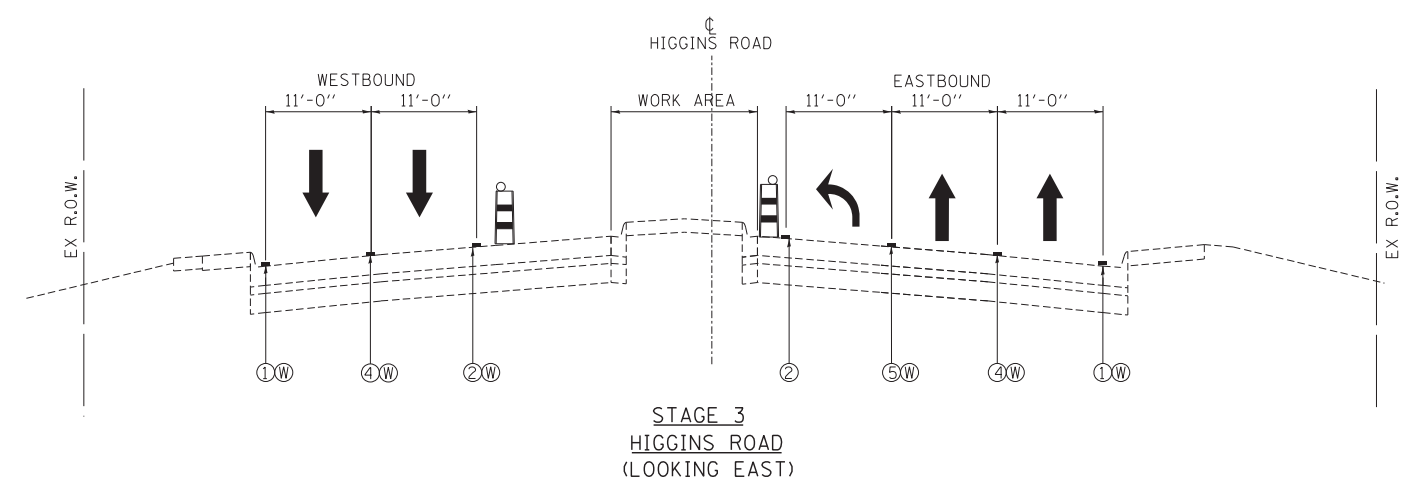 ℄
HIGGINS ROAD
WESTBOUND
EASTBOUND
11'-0''
11'-0''
WORK AREA
11'-0''
11'-0''
11'-0''
EX R.O.W.
EX R.O.W.
①Ⓦ
④Ⓦ
②Ⓦ
②
⑤Ⓦ
④Ⓦ
①Ⓦ
STAGE 3
HIGGINS ROAD
(LOOKING EAST)